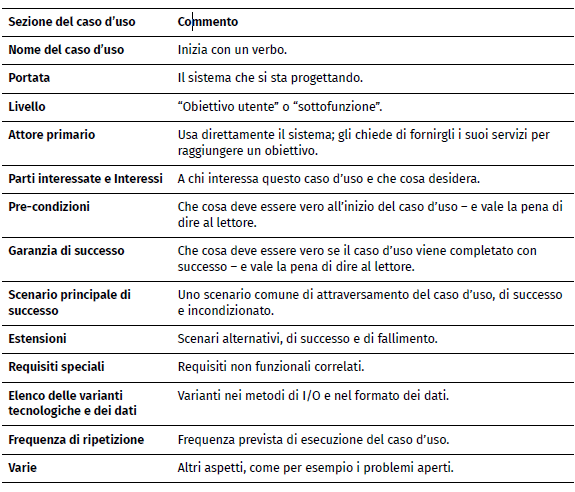 Sezione del caso d’uso Commento
Nome del caso d’uso Inizia con un verbo.
Portata Il sistema che si sta progettando.
Livello “Obiettivo utente” o “sottofunzione”.
Attore primario Usa direttamente il sistema; gli chiede di fornirgli i suoi servizi per
raggiungere un obiettivo.
Parti interessate e Interessi A chi interessa questo caso d’uso e che cosa desidera.
Pre-condizioni Che cosa deve essere vero all’inizio del caso d’uso – e vale la pena di
dire al lettore.
Garanzia di successo Che cosa deve essere vero se il caso d’uso viene completato con
successo – e vale la pena di dire al lettore.
Scenario principale di Uno scenario comune di attraversamento del caso d’uso, di successo
successo e incondizionato.
Estensioni Scenari alternativi, di successo e di fallimento.
Requisiti speciali Requisiti non funzionali correlati.
Elenco delle varianti Varianti nei metodi di I/O e nel formato dei dati.
tecnologiche e dei dati
Frequenza di ripetizione Frequenza prevista di esecuzione del caso d’uso.
Varie Altri aspetti, come per esempio i problemi aperti.